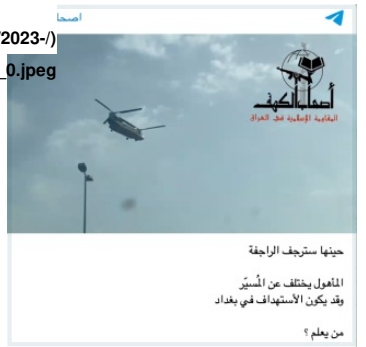 اصحا
2023-/)
_0.jpeg
أصحاب الكهف
المقاومة الإسلامية في العراق
حينها سترجف الراجفة
المأهول يختلف عن المُسيّر
وقد يكون الأستهداف في بغداد
من يعلم ؟